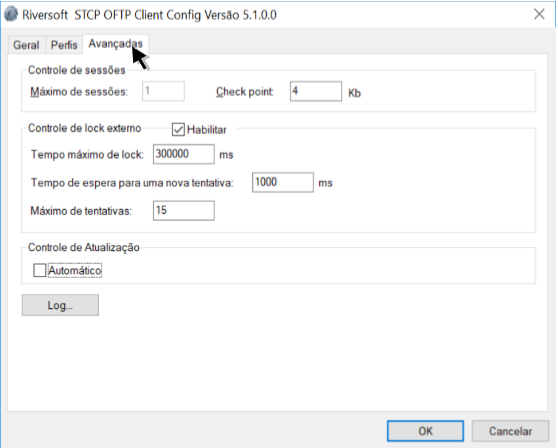 Riversoft STCP OFTP Client Config Versão 5.1.0.0
Geral Perfis Avançadas
Controle de sessões
Máximo de sessões: 1 Check point: 4 Kb
Controle de lock externo Habilitar
Tempo máximo de lock: 300000 ms
Tempo de espera para uma nova tentativa: 1000 ms
Máximo de tentativas: 15
Controle de Atualização
Automático
Log...
OK Cancelar